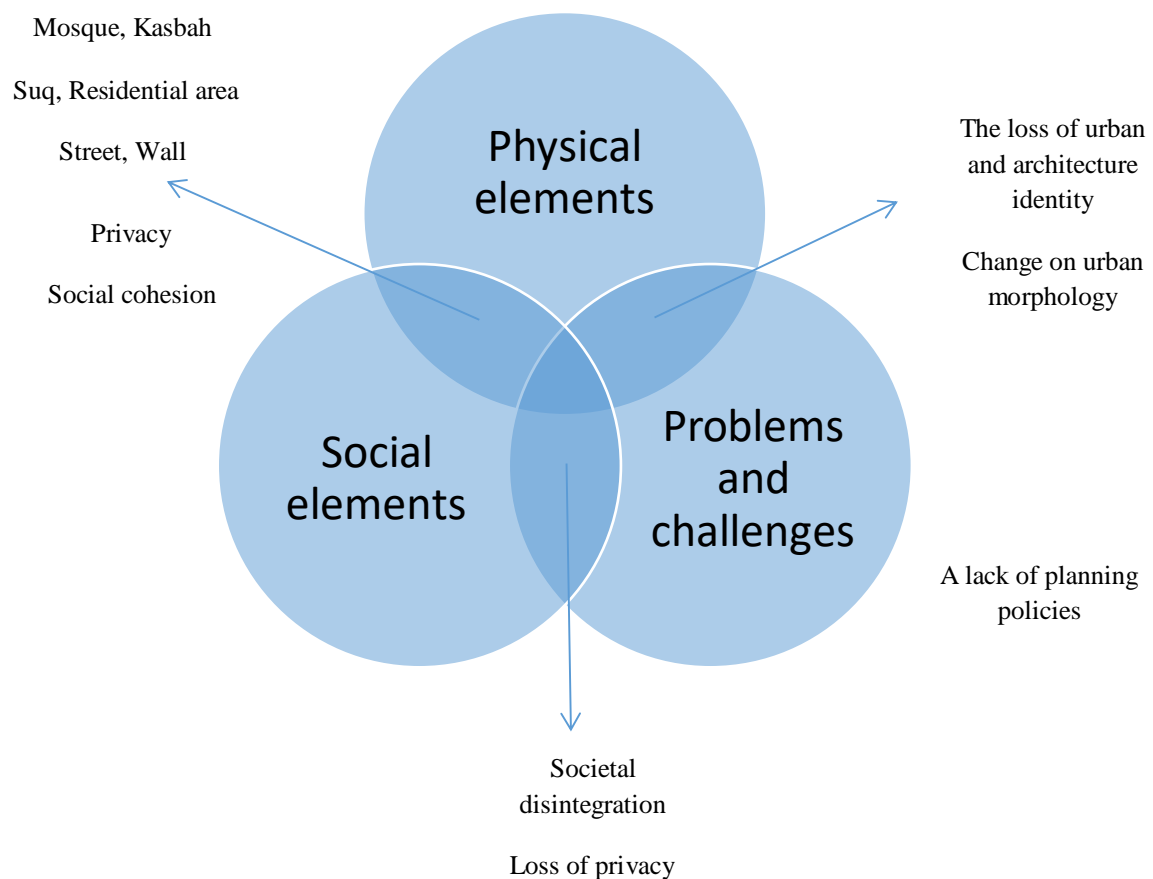 Mosque, Kasbah
Suq, Residential area
Street, Wall
Privacy
Social cohesion
Physical
elements
The loss of urban
and architecture
identity
Change on urban
morphology
Social
elements
Problems
and
challenges
A lack of planning
policies
Societal
disintegration
Loss of privacy